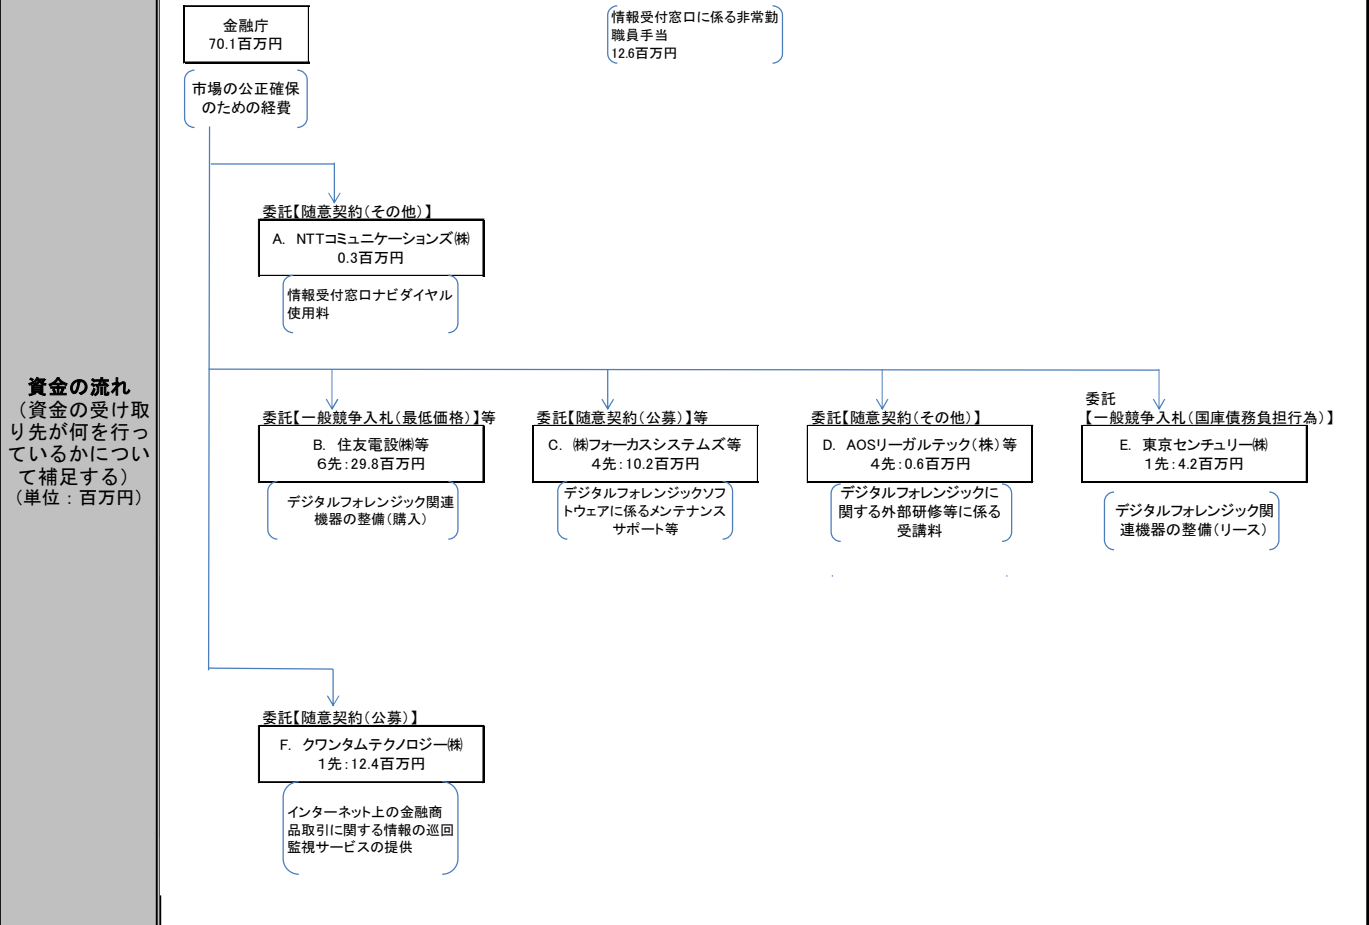 資金の流れ
（資金の受け取
り先が何を行っ
ているかについ
て補足する）
（単位：百万円）
金融庁
70.1百万円
市場の公正確保
のための経費
情報受付窓口に係る非常勤
職員手当
12.6百万円
委託【随意契約（その他）】
A. NTTコミュニケーションズ㈱
0.3百万円
情報受付窓口ナビダイヤル
使用料
委託【一般競争入札（最低価格）】等
B. 住友電設㈱等
６先：29.8百万円
デジタルフォレンジック関連
機器の整備（購入）
委託【随意契約（公募）】等
C. ㈱フォーカスシステムズ等
４先：10.2百万円
デジタルフォレンジックソフ
トウェアに係るメンテナンス
サポート等
委託【随意契約（その他）】
D. AOSリーガルテック（株）等
４先：0.6百万円
デジタルフォレンジックに
関する外部研修等に係る
受講料
委託
【一般競争入札（国庫債務負担行為）】
E. 東京センチュリー㈱
１先：4.2百万円
デジタルフォレンジック関
連機器の整備（リース）
委託【随意契約（公募）】
F. クワンタムテクノロジー㈱
１先：12.4百万円
インターネット上の金融商
品取引に関する情報の巡回
監視サービスの提供